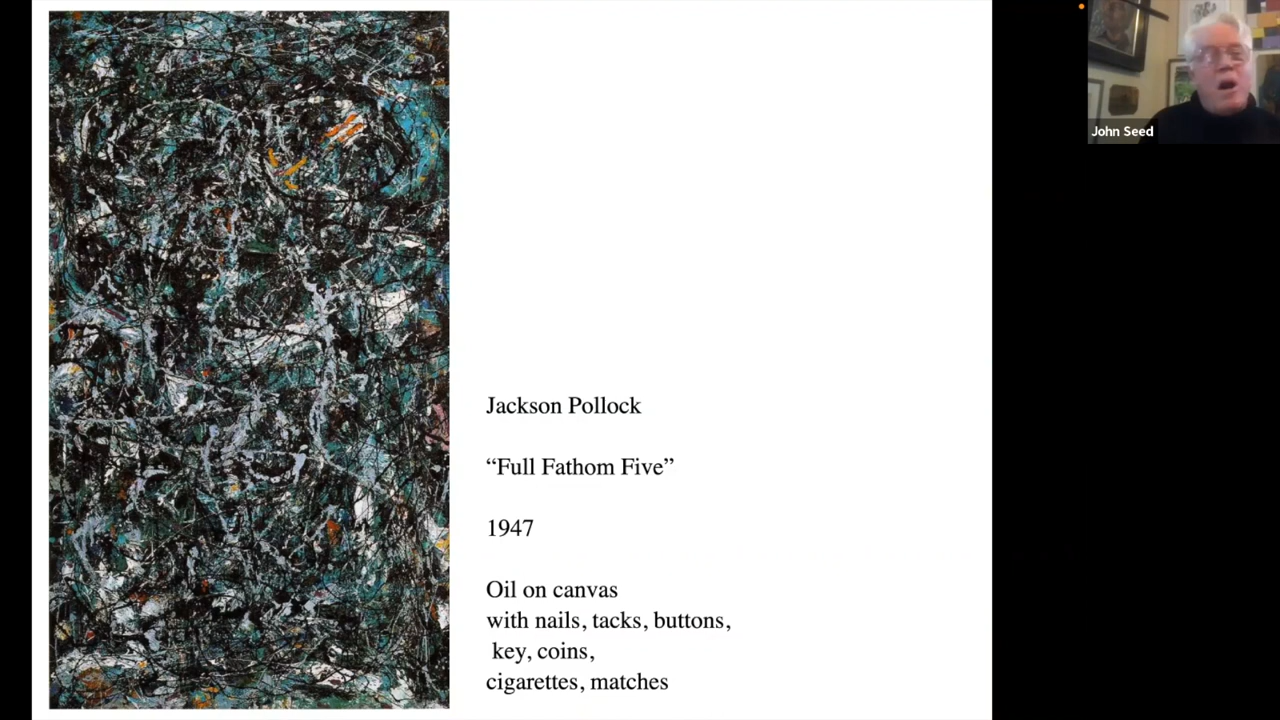 Jackson Pollock
“Full Fathom Five”
1947
Oil on canvas
with nails, tacks, buttons,
key, coins,
cigarettes, matches
John Seed